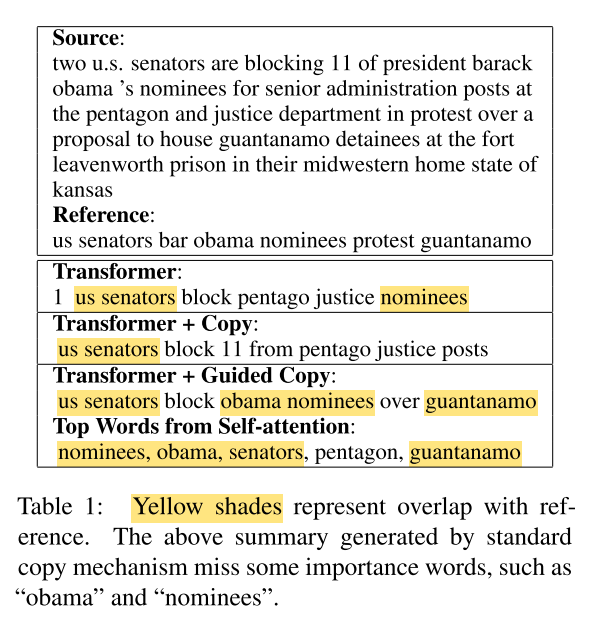 Source:
two u.s. senators are blocking 11 of president barack
obama 's nominees for senior administration posts at
the pentagon and justice department in protest over a
proposal to house guantanamo detainees at the fort
leavenworth prison in their midwestern home state of
kansas
Reference:
us senators bar obama nominees protest guantanamo
Transformer:
1 us senators block pentago justice nominees
Transformer + Copy:
us senators block 11 from pentago justice posts
Transformer + Guided Copy:
us senators block obama nominees over guantanamo
Top Words from Self-attention:
nominees, obama, senators, pentagon, guantanamo
Table 1: Yellow shades represent overlap with ref-
erence. The above summary generated by standard
copy mechanism miss some importance words, such as
“obama” and “nominees”.